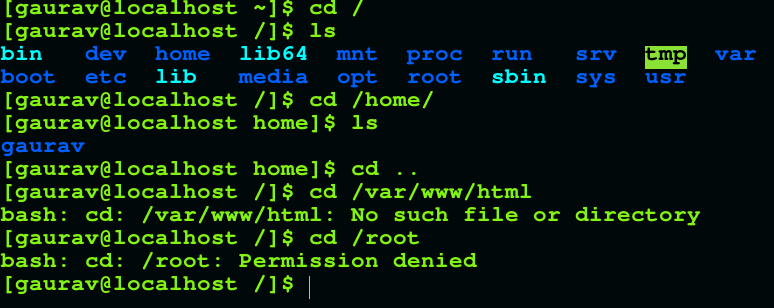 [gaurav@localhost ~]$ cd /
[gaurav@localhost /]$ ls
bin dev home lib64 mnt proc run srv tmp var
boot etc lib media opt root sbin sys usr
[gaurav@localhost /]$ cd /home/
[gaurav@localhost home]$ ls
gaurav
[gaurav@localhost home]$ cd ..
[gaurav@localhost /]$ cd /var/www/html
bash: cd: /var/www/html: No such file or directory
[gaurav@localhost /]$ cd /root
bash: cd: /root: Permission denied
[gaurav@localhost /]$